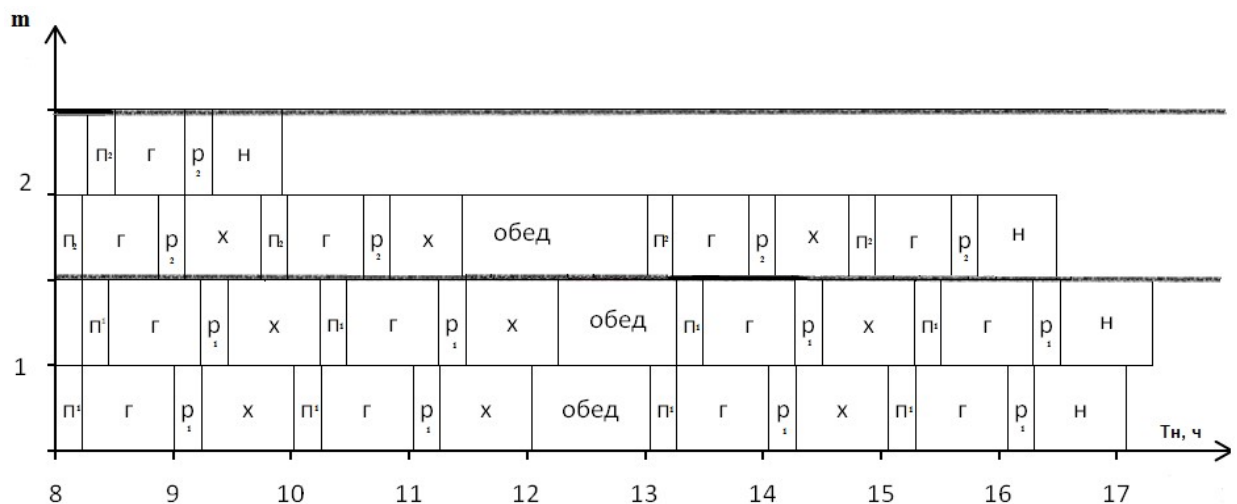 m
п₂ г р₂ н
2
п₂ г р₂ х п₂ г р₂ х обед п₂ г р₂ х п₂ г р₂ н
п¹ г р₁ х п¹ г р₁ х обед п¹ г р₁ х п¹ г р₁ н
1
п¹ г р₁ х п¹ г р₁ х обед п¹ г р₁ х п¹ г р₁ н
Тн, ч
8 9 10 11 12 13 14 15 16 17